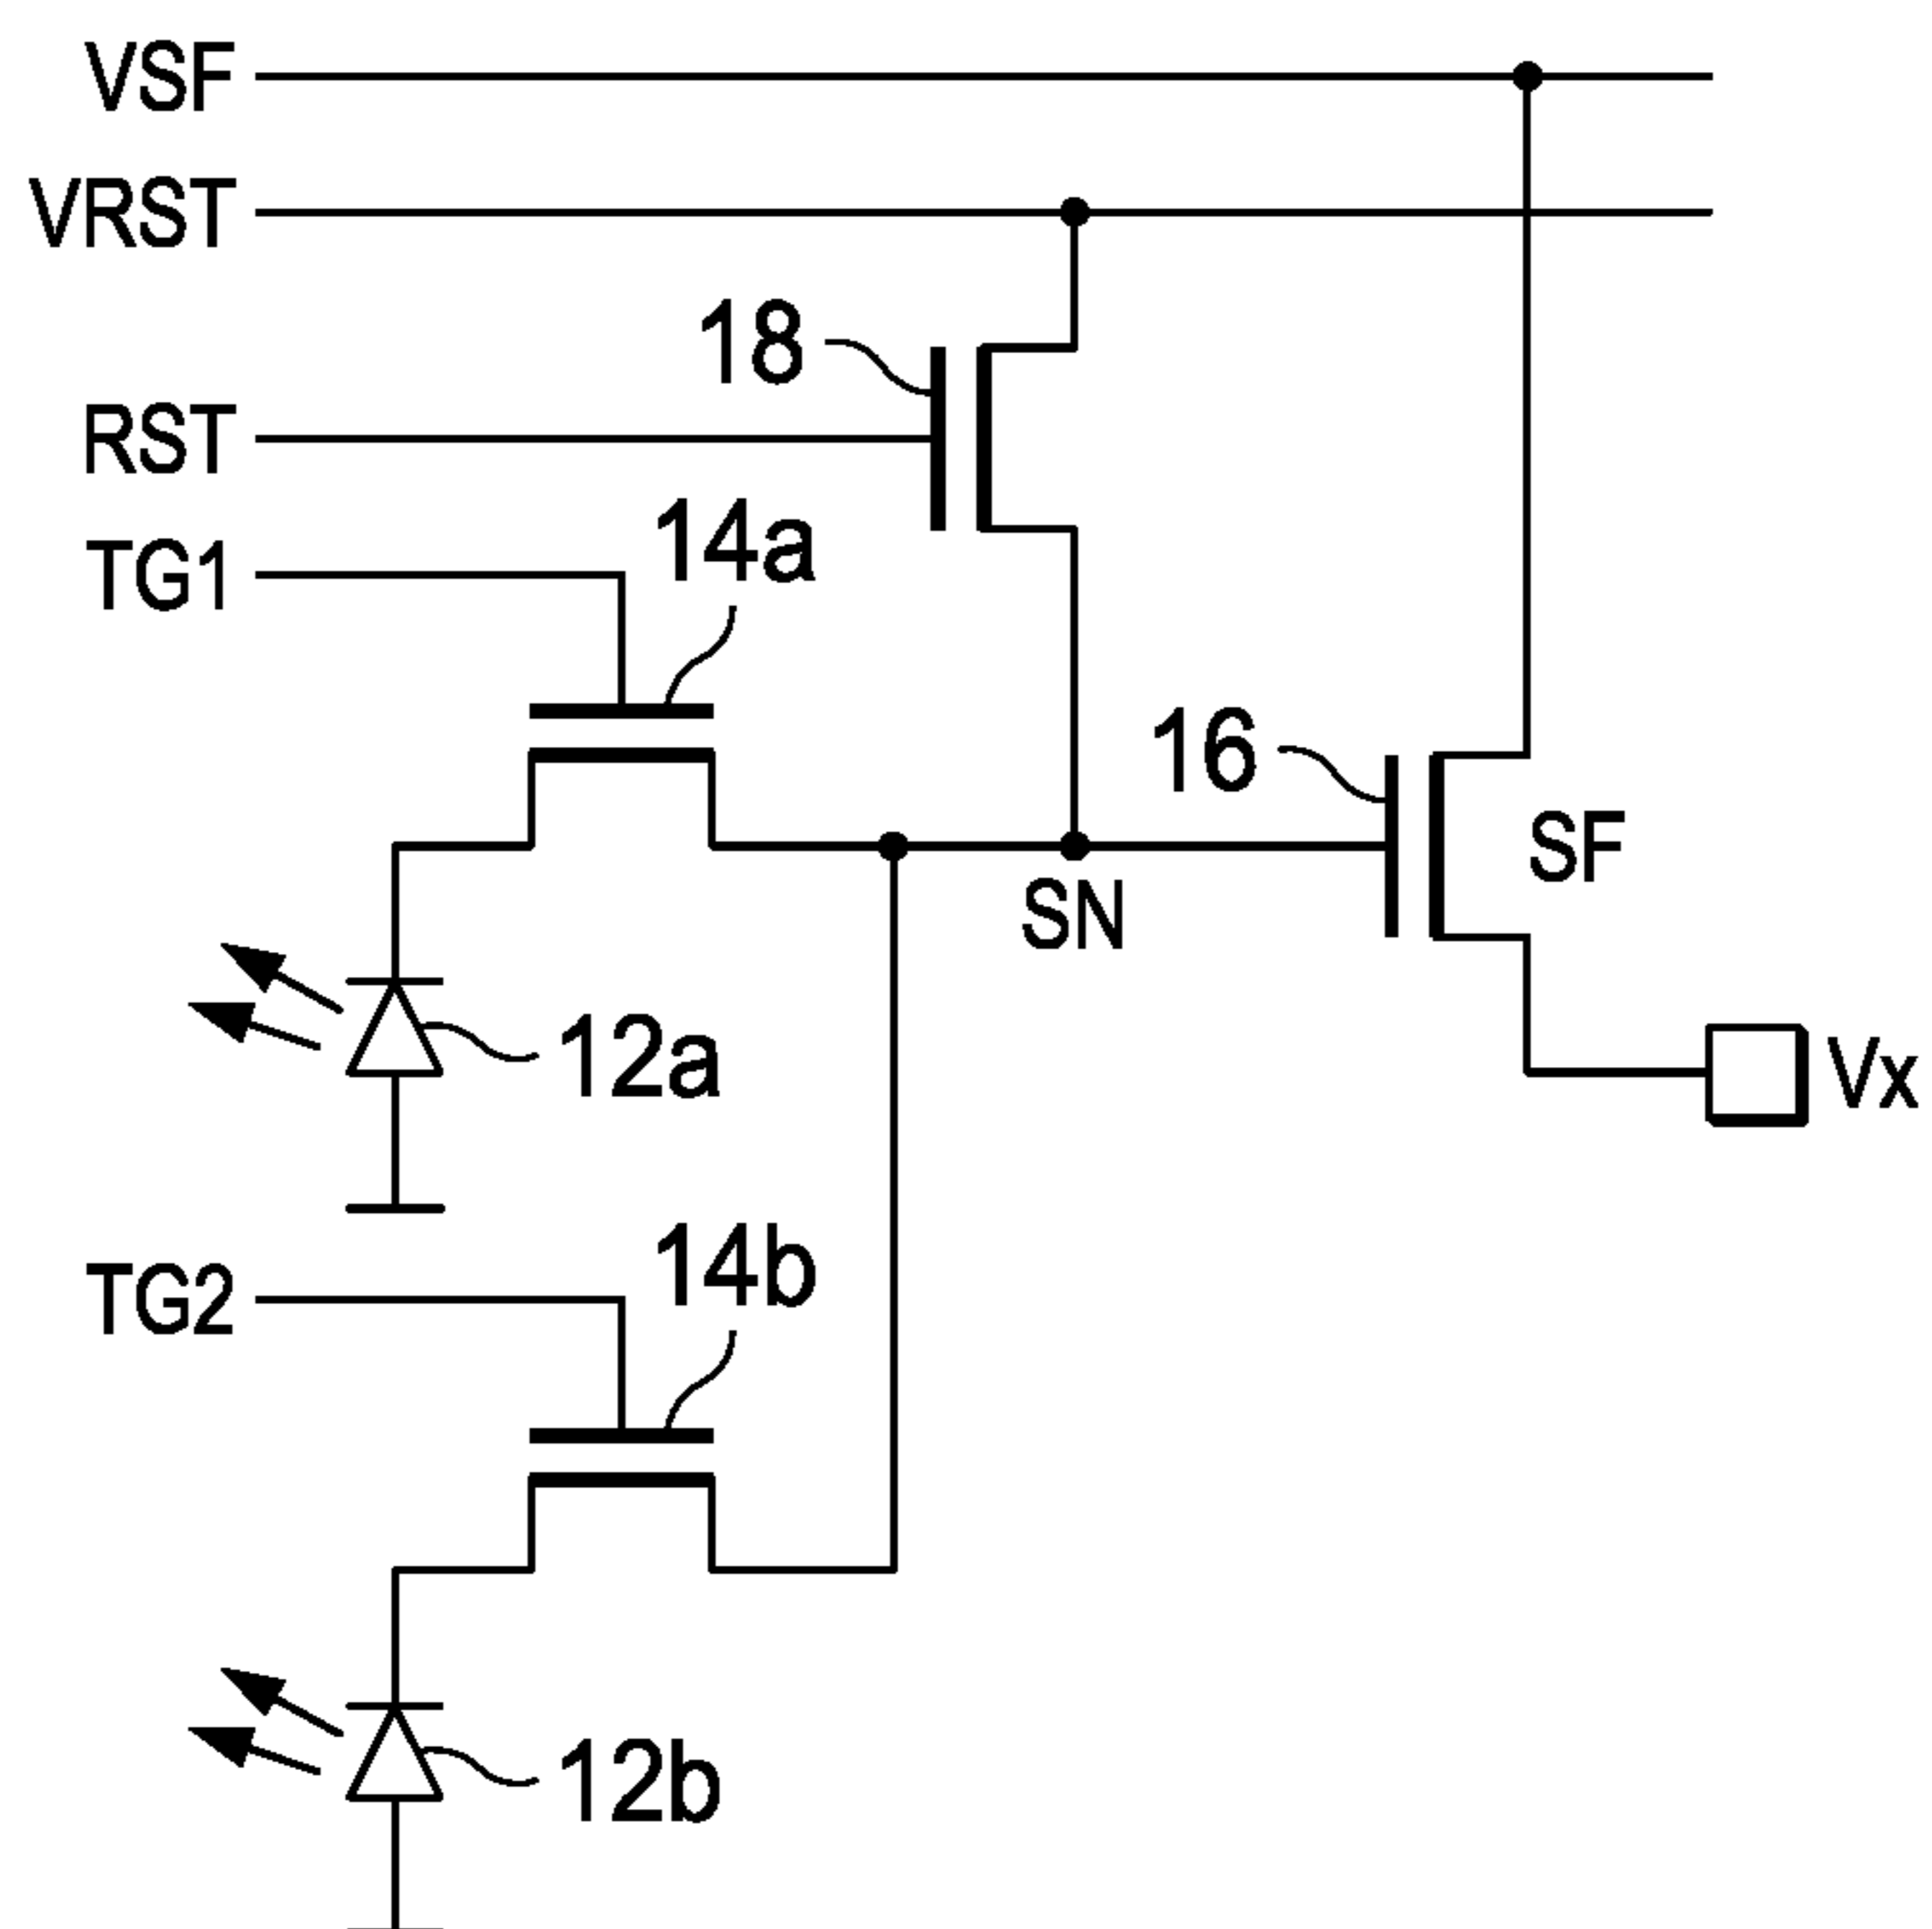 VSF
VRST
18
RST
14a
TG1
16
SF
SN
12a
Vx
14b
TG2
12b